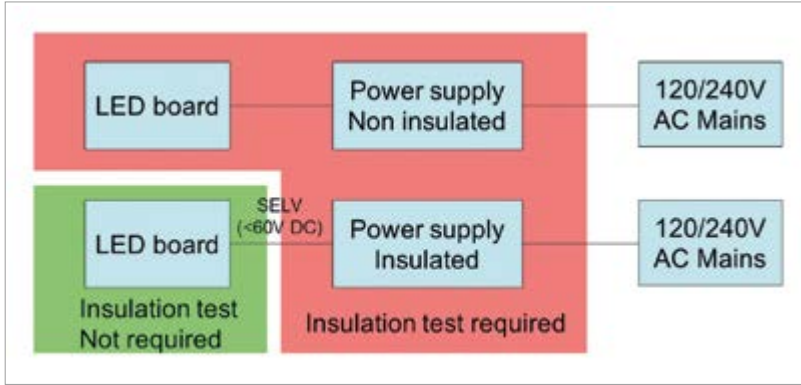 LED board
Power supply
Non insulated
120/240V
AC Mains
SELV
(<60V DC)
LED board
Power supply
Insulated
120/240V
AC Mains
Insulation test
Not required
Insulation test required